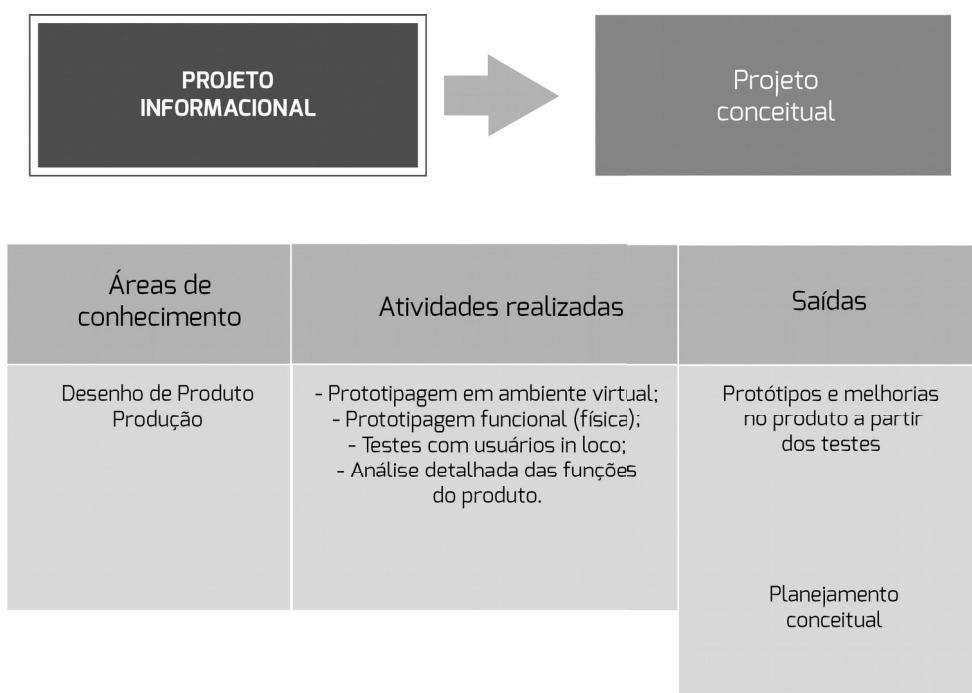 PROJETO
INFORMACIONAL
Projeto
conceitual
Áreas de
conhecimento
Atividades realizadas
Saídas
Desenho de Produto
Produção
- Prototipagem em ambiente virtual;
- Prototipagem funcional (física);
- Testes com usuários in loco;
- Análise detalhada das funções
do produto.
Protótipos e melhorias
no produto a partir
dos testes
Planejamento
conceitual